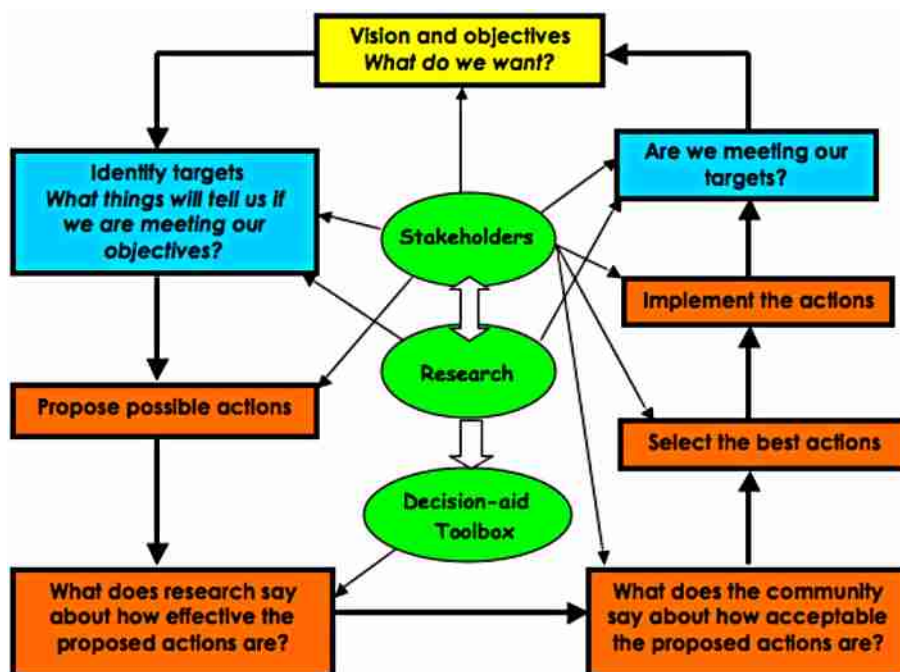 Vision and objectives
What do we want?
Identify targets
What things will tell us if
we are meeting our
objectives?
Are we meeting our
targets?
Stakeholders
Implement the actions
Research
Propose possible actions
Select the best actions
Decision-aid
Toolbox
What does research say
about how effective the
proposed actions are?
What does the community
say about how acceptable
the proposed actions are?